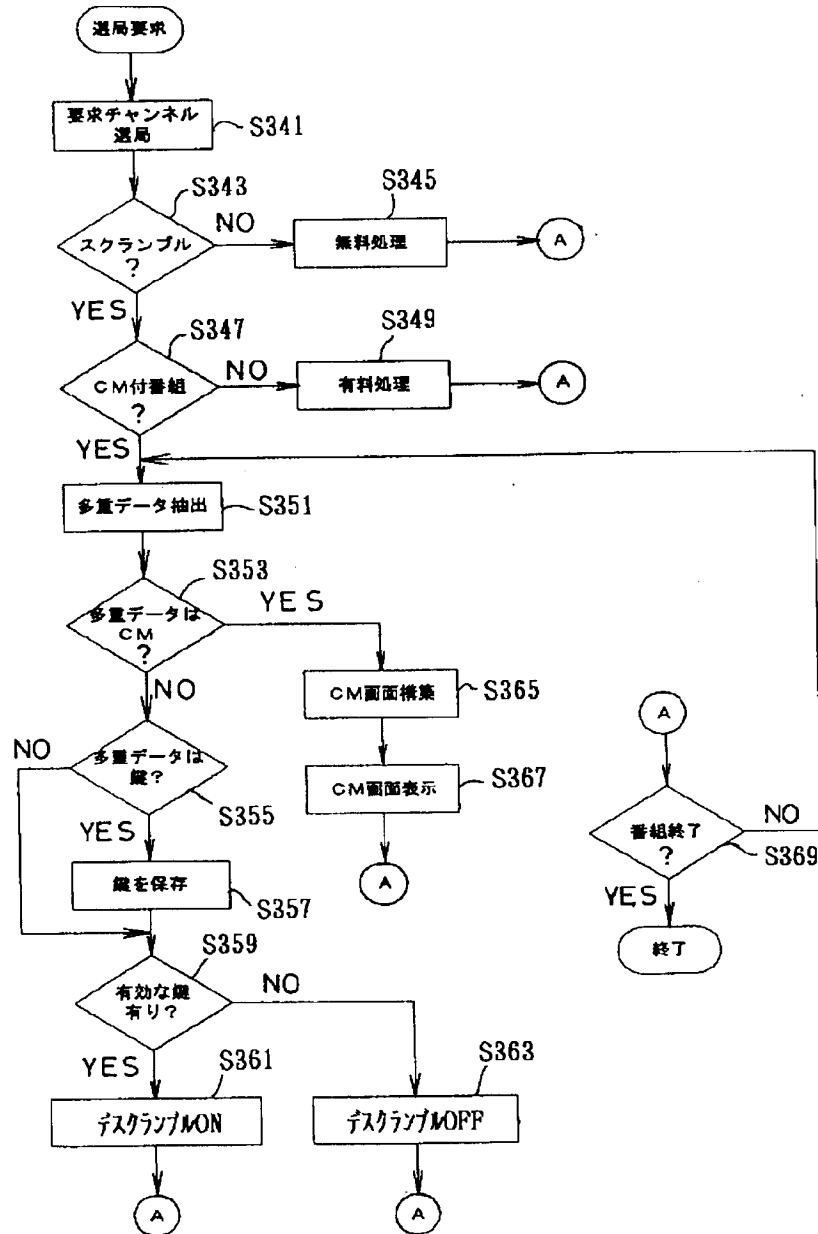 選局要求
要求チャンネル
選局
S341
S343
スクランブル
?
NO
YES
S345
無料処理
A
S347
CM付番組
?
NO
YES
S349
有料処理
A
多重データ抽出
S351
S353
多重データは
CM
?
YES
NO
CM画面構築
S365
CM画面表示
S367
A
多重データは
鍵?
NO
S355
YES
鍵を保存
S357
S359
有効な鍵
有り?
NO
YES
S361
デスクランブルON
A
S363
デスクランブルOFF
A
A
番組終了
?
NO
S369
YES
終了